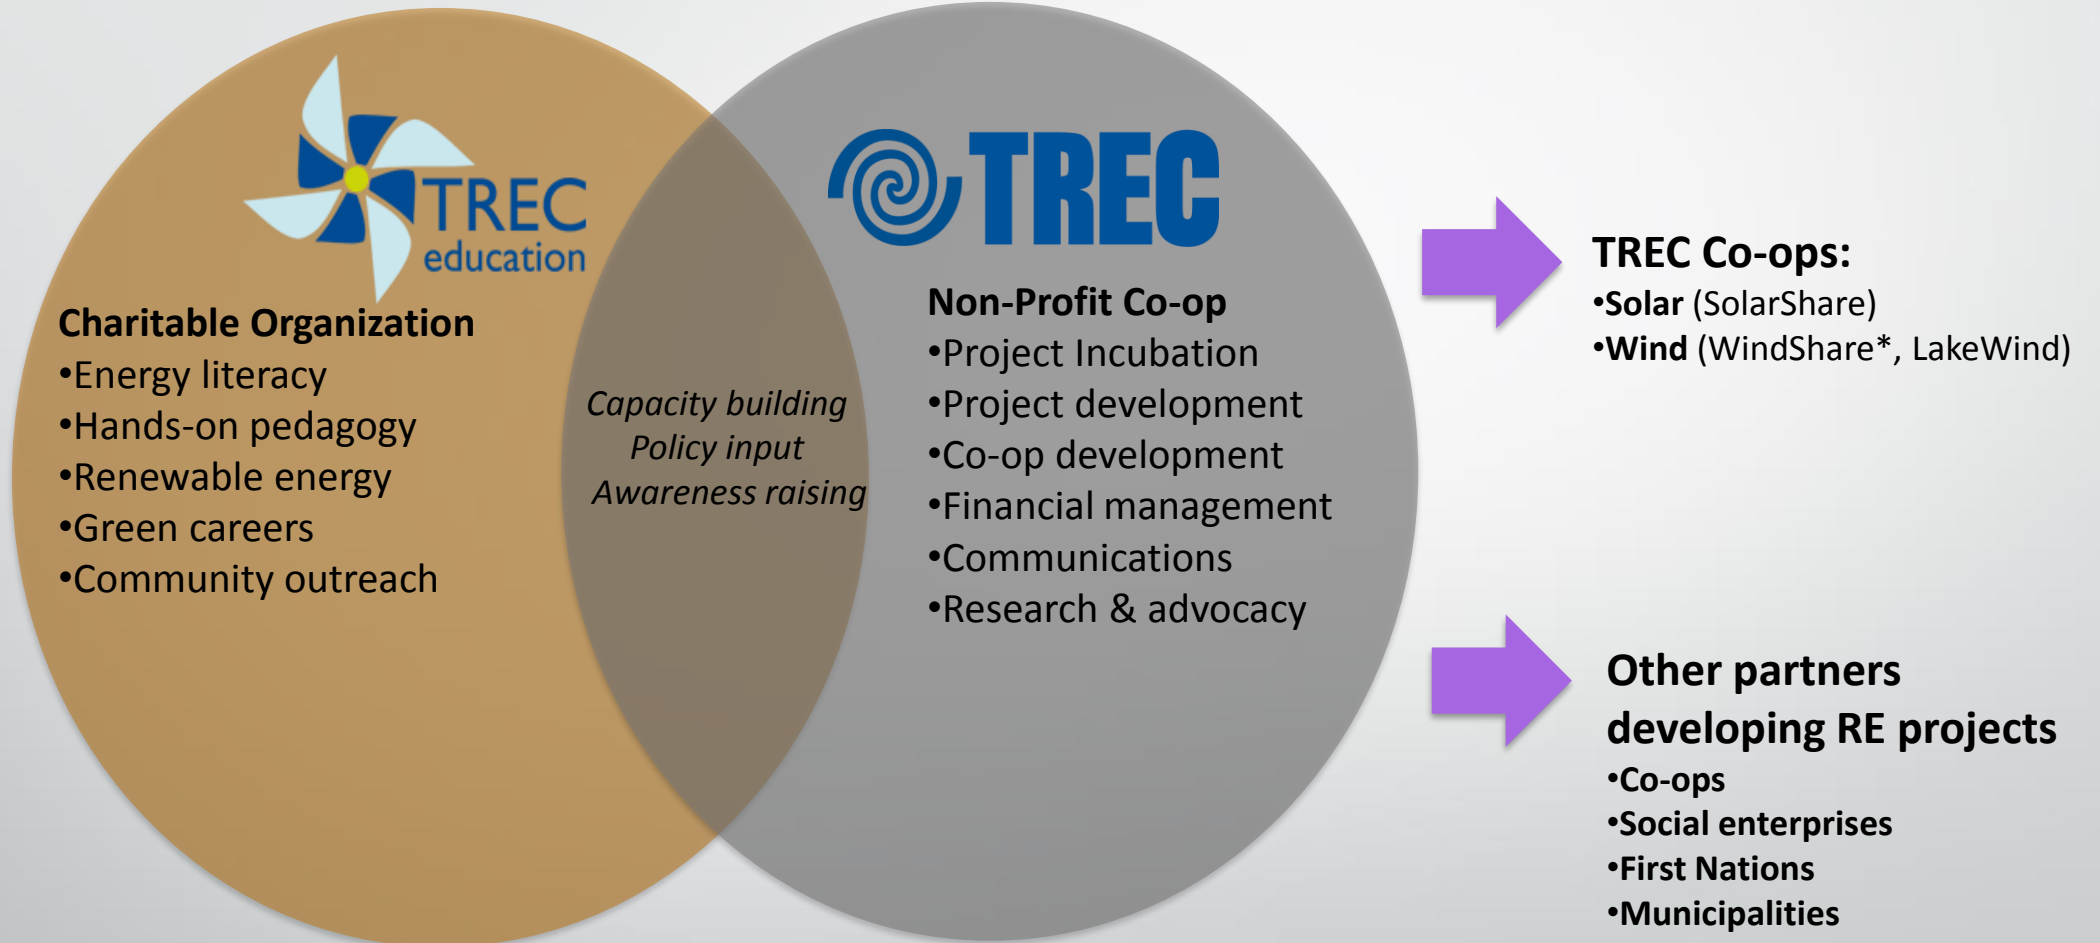 TREC
education
Charitable Organization
•Energy literacy
•Hands-on pedagogy
•Renewable energy
•Green careers
•Community outreach
Capacity building
Policy input
Awareness raising
TREC
Non-Profit Co-op
•Project Incubation
•Project development
•Co-op development
•Financial management
•Communications
•Research & advocacy
TREC Co-ops:
•Solar (SolarShare)
•Wind (WindShare*, LakeWind)
Other partners
developing RE projects
•Co-ops
•Social enterprises
•First Nations
•Municipalities